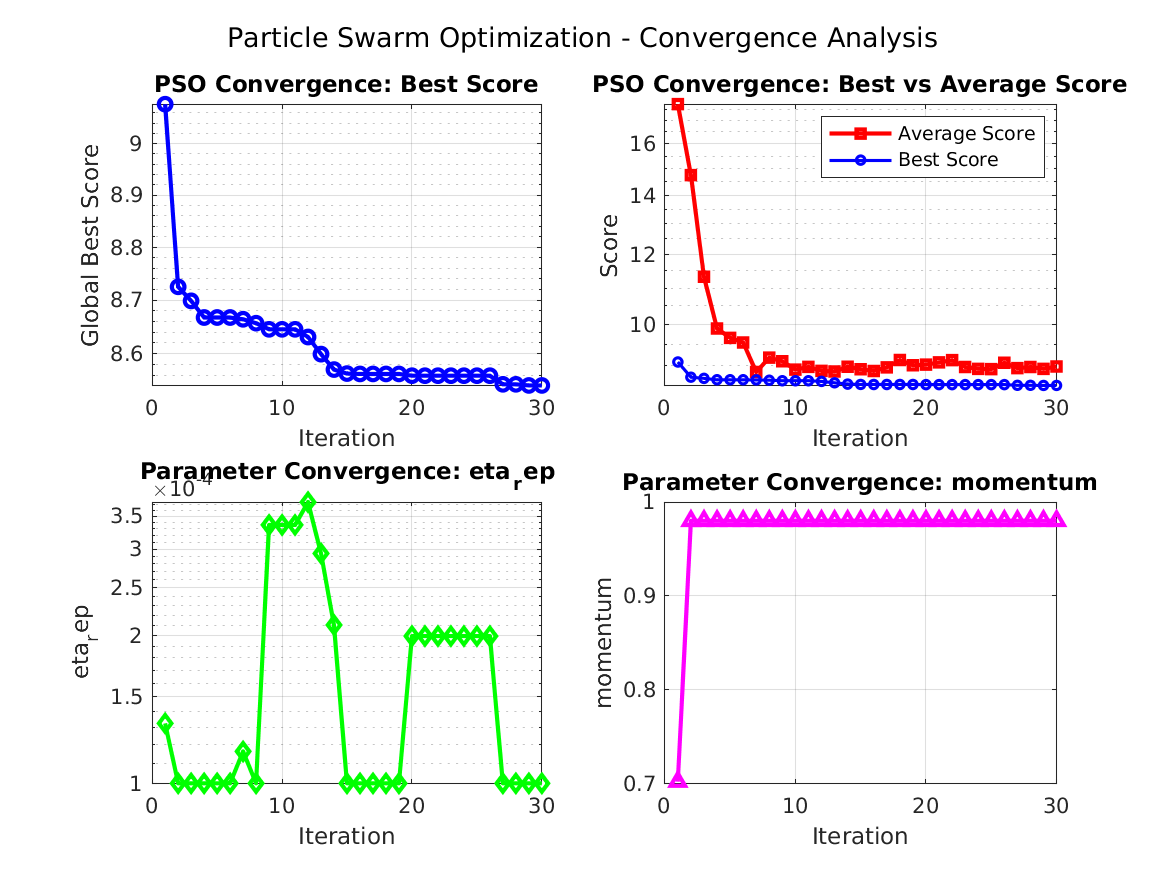 Particle Swarm Optimization - Convergence Analysis
PSO Convergence: Best Score
Global Best Score
9
8.9
8.8
8.7
8.6
0 10 20 30
Iteration
PSO Convergence: Best vs Average Score
Average Score
Best Score
Score
16
14
12
10
0 10 20 30
Iteration
Parameter Convergence: eta_rep
×10^-4
eta_rep
3.5
3
2.5
2
1.5
1
0 10 20 30
Iteration
Parameter Convergence: momentum
momentum
1
0.9
0.8
0.7
0 10 20 30
Iteration